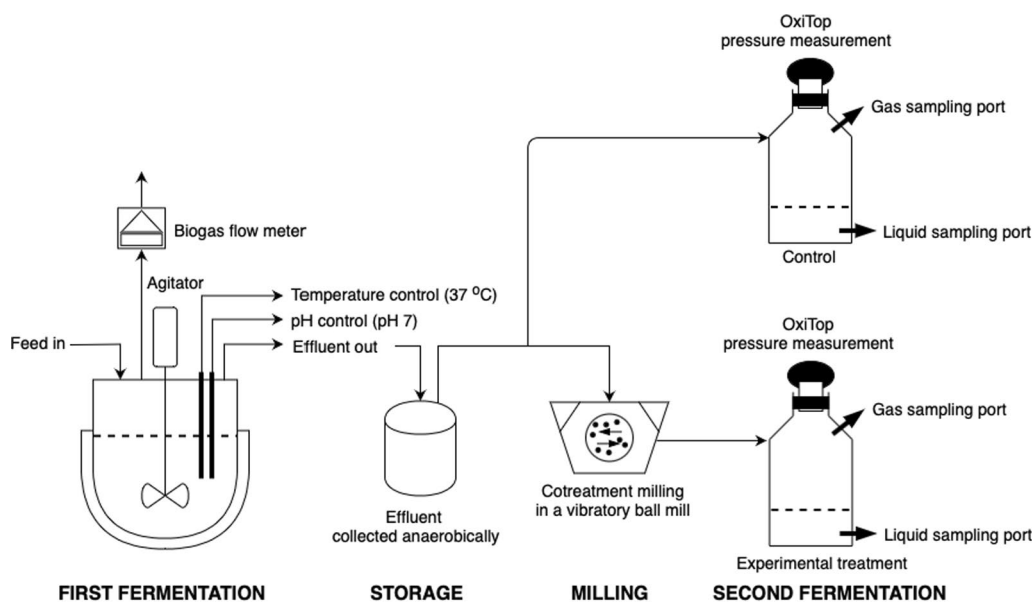 OxiTop
pressure measurement
Gas sampling port
Liquid sampling port
Control
Biogas flow meter
Agitator
Temperature control (37 ºC)
pH control (pH 7)
Feed in
Effluent out
OxiTop
pressure measurement
Gas sampling port
Liquid sampling port
Experimental treatment
Effluent
collected anaerobically
Cotreatment milling
in a vibratory ball mill
FIRST FERMENTATION
STORAGE
MILLING
SECOND FERMENTATION